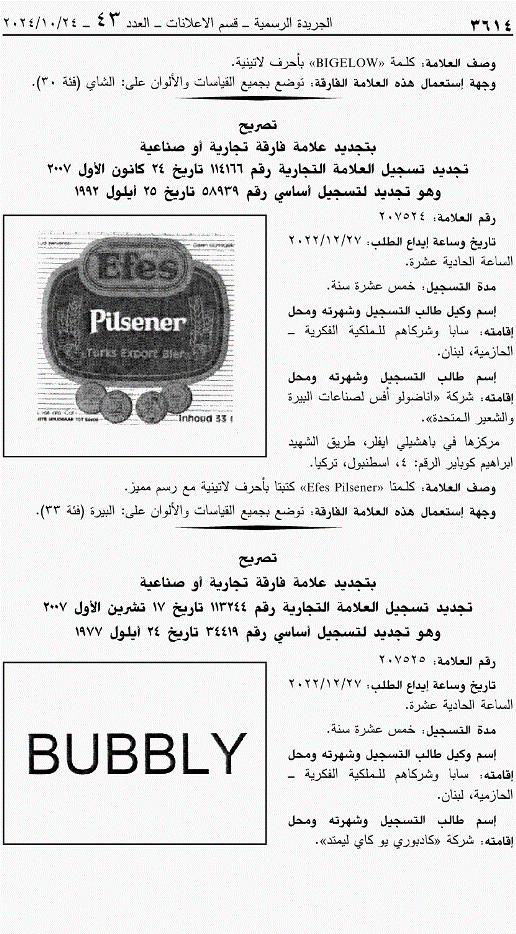 ٣٦١٤ الجريدة الرسمية ـ قسم الاعلانات ـ العدد ٤٣ ـ ٢٠٢٤/١٠/٢٤
وصف العلامة: كلمة «BIGELOW» بأحرف لاتينية.
وجهة إستعمال هذه العلامة الفارقة: توضع بجميع القياسات والألوان على: الشاي (فئة ٣٠).
تصريح
بتجديد علامة فارقة تجارية أو صناعية
تجديد تسجيل العلامة التجارية رقم ١١٤١٦٦ تاريخ ٢٤ كانون الأول ٢٠٠٧
وهو تجديد لتسجيل أساسي رقم ٥٨٩٣٩ تاريخ ٢٥ أيلول ١٩٩٢
رقم العلامة: ٢٠٧٥٢٤
تاريخ وساعة إيداع الطلب: ٢٠٢٢/١٢/٢٧
الساعة الحادية عشرة.
مدة التسجيل: خمس عشرة سنة.
إسم وكيل طالب التسجيل وشهرته ومحل
إقامته: سابا وشركاهم للملكية الفكرية ـ
الحازمية، لبنان.
إسم طالب التسجيل وشهرته ومحل
إقامته: شركة «اناضولو أفس لصناعات البيرة
والشعير المتحدة».
مركزها في باهشيلي ايفلر، طريق الشهيد
ابراهيم كوباير الرقم: ٤، اسطنبول، تركيا.
Efes
Pilsener
Turks Export Bier
Inhoud 33
وصف العلامة: كلمتا «Efes Pilsener» كتبتا بأحرف لاتينية مع رسم مميز.
وجهة إستعمال هذه العلامة الفارقة: توضع بجميع القياسات والألوان على: البيرة (فئة ٣٣).
تصريح
بتجديد علامة فارقة تجارية أو صناعية
تجديد تسجيل العلامة التجارية رقم ١١٣٢٤٤ تاريخ ١٧ تشرين الأول ٢٠٠٧
وهو تجديد لتسجيل أساسي رقم ٣٤٤١٩ تاريخ ٢٤ أيلول ١٩٧٧
رقم العلامة: ٢٠٧٥٢٥
تاريخ وساعة إيداع الطلب: ٢٠٢٢/١٢/٢٧
الساعة الحادية عشرة.
مدة التسجيل: خمس عشرة سنة.
إسم وكيل طالب التسجيل وشهرته ومحل
إقامته: سابا وشركاهم للملكية الفكرية ـ
الحازمية، لبنان.
إسم طالب التسجيل وشهرته ومحل
إقامته: شركة «كادبوري يو كاي ليمتد».
BUBBLY